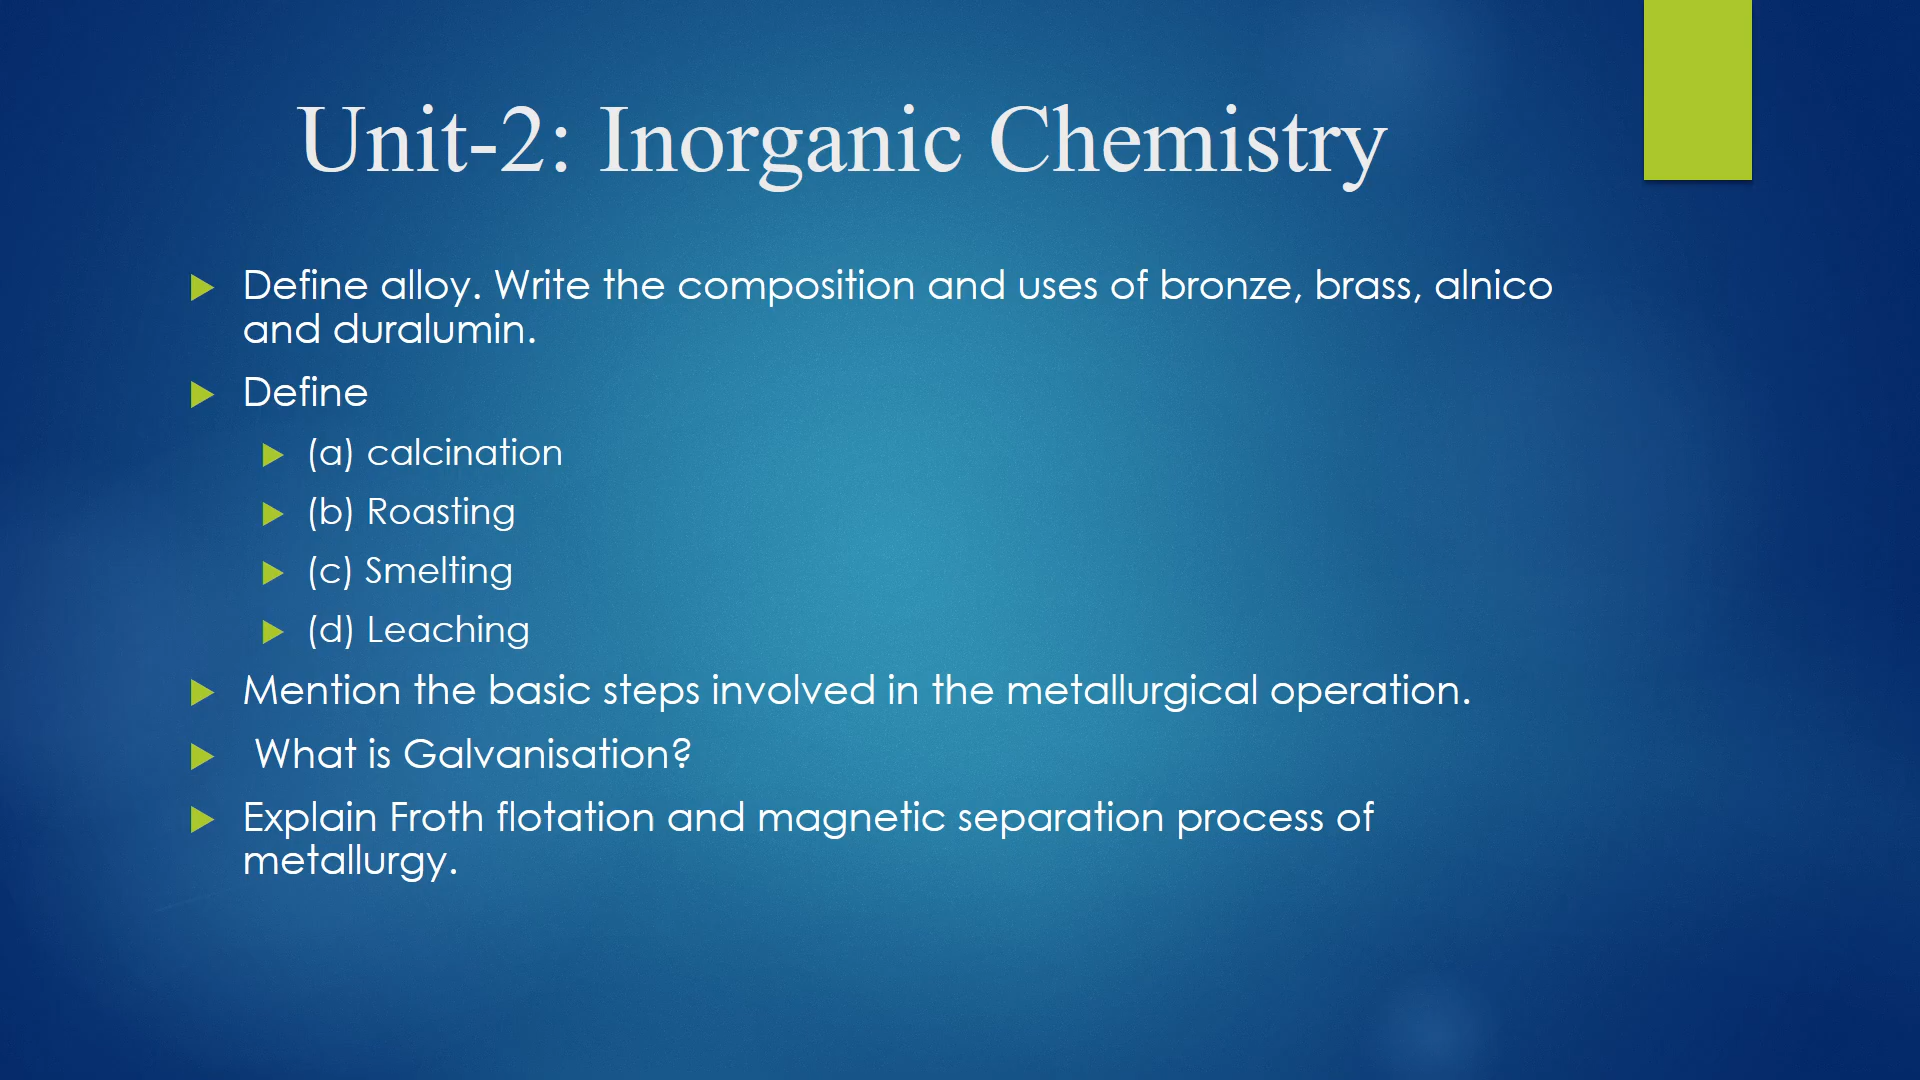 Unit-2: Inorganic Chemistry
Define alloy. Write the composition and uses of bronze, brass, alnico
and duralumin.
Define
(a) calcination
(b) Roasting
(c) Smelting
(d) Leaching
Mention the basic steps involved in the metallurgical operation.
What is Galvanisation?
Explain Froth flotation and magnetic separation process of
metallurgy.